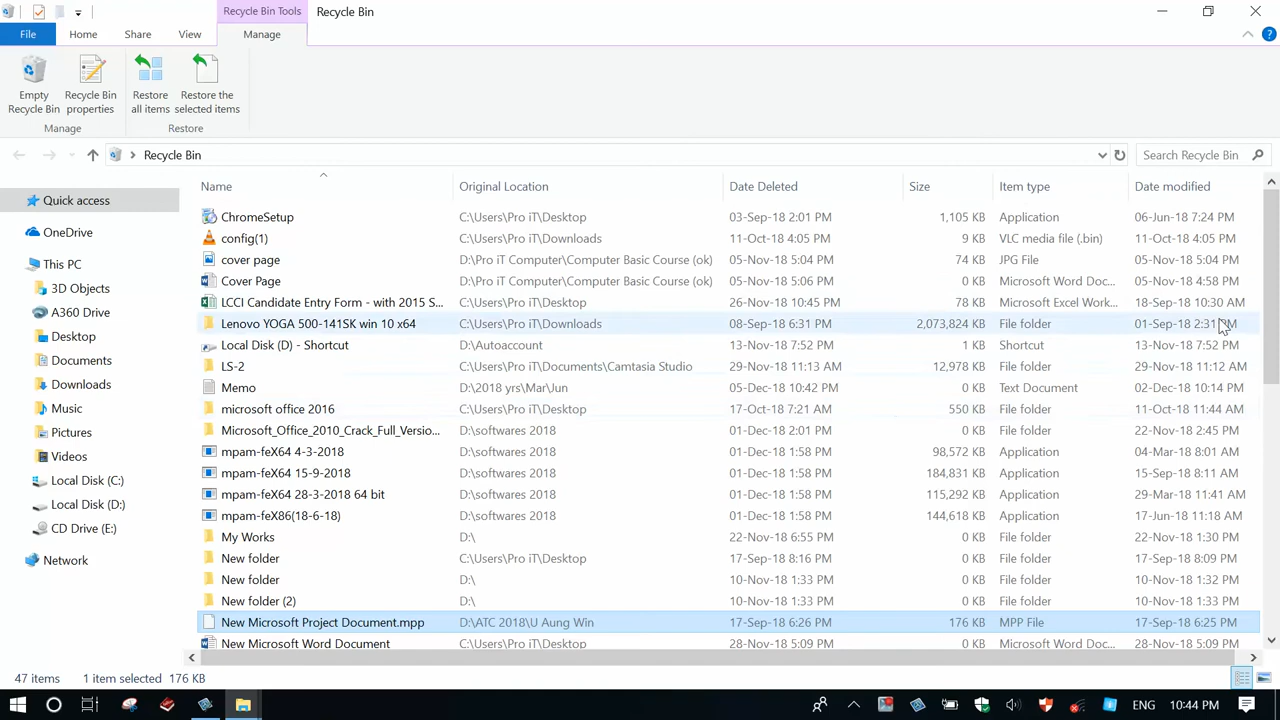 Recycle Bin Tools Recycle Bin
File Home Share View Manage
Empty Recycle Bin
Recycle Bin properties
Restore all items
Restore the selected items
Manage Restore
Recycle Bin Search Recycle Bin
Name Original Location Date Deleted Size Item type Date modified
Quick access
OneDrive
This PC
3D Objects
A360 Drive
Desktop
Documents
Downloads
Music
Pictures
Videos
Local Disk (C:)
Local Disk (D:)
CD Drive (E:)
Network
ChromeSetup C:\Users\Pro iT\Desktop 03-Sep-18 2:01 PM 1,105 KB Application 06-Jun-18 7:24 PM
config(1) C:\Users\Pro iT\Downloads 11-Oct-18 4:05 PM 9 KB VLC media file (.bin) 11-Oct-18 4:05 PM
cover page D:\Pro iT Computer\Computer Basic Course (ok) 05-Nov-18 5:04 PM 74 KB JPG File 05-Nov-18 5:04 PM
Cover Page D:\Pro iT Computer\Computer Basic Course (ok) 05-Nov-18 5:06 PM 0 KB Microsoft Word Doc... 05-Nov-18 4:58 PM
LCCI Candidate Entry Form - with 2015 S... C:\Users\Pro iT\Desktop 26-Nov-18 10:45 PM 78 KB Microsoft Excel Work... 18-Sep-18 10:30 AM
Lenovo YOGA 500-141SK win 10 x64 C:\Users\Pro iT\Downloads 08-Sep-18 6:31 PM 2,073,824 KB File folder 01-Sep-18 2:31 PM
Local Disk (D) - Shortcut D:\Autoaccount 13-Nov-18 7:52 PM 1 KB Shortcut 13-Nov-18 7:52 PM
LS-2 C:\Users\Pro iT\Documents\Camtasia Studio 29-Nov-18 11:13 AM 12,978 KB File folder 29-Nov-18 11:12 AM
Memo D:\2018 yrs\Mar\Jun 05-Dec-18 10:42 PM 0 KB Text Document 02-Dec-18 10:14 PM
microsoft office 2016 C:\Users\Pro iT\Desktop 17-Oct-18 7:21 AM 550 KB File folder 11-Oct-18 11:44 AM
Microsoft_Office_2010_Crack_Full_Versio... D:\softwares 2018 01-Dec-18 2:01 PM 0 KB File folder 22-Nov-18 2:45 PM
mpam-feX64 4-3-2018 D:\softwares 2018 01-Dec-18 1:58 PM 98,572 KB Application 04-Mar-18 8:01 AM
mpam-feX64 15-9-2018 D:\softwares 2018 01-Dec-18 1:58 PM 184,831 KB Application 15-Sep-18 8:11 AM
mpam-feX64 28-3-2018 64 bit D:\softwares 2018 01-Dec-18 1:58 PM 115,292 KB Application 29-Mar-18 11:41 AM
mpam-feX86(18-6-18) D:\softwares 2018 01-Dec-18 1:58 PM 144,618 KB Application 17-Jun-18 11:18 AM
My Works D:\ 22-Nov-18 6:55 PM 0 KB File folder 22-Nov-18 1:30 PM
New folder C:\Users\Pro iT\Desktop 17-Sep-18 8:16 PM 0 KB File folder 17-Sep-18 8:09 PM
New folder D:\ 10-Nov-18 1:33 PM 0 KB File folder 10-Nov-18 1:32 PM
New folder (2) D:\ 10-Nov-18 1:33 PM 0 KB File folder 10-Nov-18 1:33 PM
New Microsoft Project Document.mpp D:\ATC 2018\U Aung Win 17-Sep-18 6:26 PM 176 KB MPP File 17-Sep-18 6:25 PM
New Microsoft Word Document D:\Pro iT Computer\Computer Basic Course (ok) 28-Nov-18 5:09 PM 0 KB Microsoft Word Doc... 28-Nov-18 5:09 PM
47 items 1 item selected 176 KB
ENG 10:44 PM